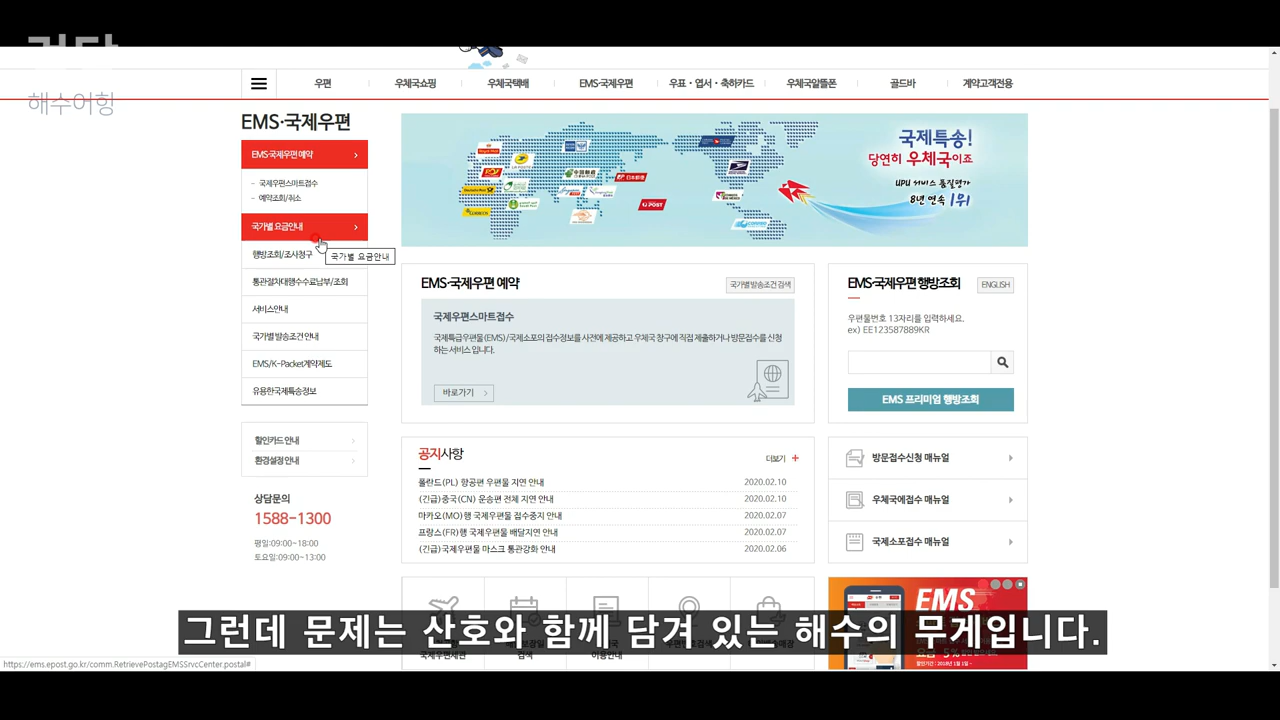 해수어힝
우편
우체국쇼핑
우체국택배
EMS·국제우편
우표·엽서·축하카드
우체국알뜰폰
골드바
계약고객전용
EMS·국제우편
EMS·국제우편 예약
- 국제우편스마트접수
- 예약조회/취소
국가별 요금안내
행방조회/조사청구
국가별 요금안내
통관절차대행수수료납부/조회
서비스안내
국가별 발송조건 안내
EMS/K-Packet계약제도
유용한국제특송정보
할인카드 안내
환경설정 안내
상담문의
1588-1300
평일:09:00~18:00
토요일:09:00~13:00
국제특송!
당연히 우체국이죠
UPU 서비스 품질평가
8년 연속 1위
EMS·국제우편 예약
국가별 발송조건 검색
국제우편스마트접수
국제특급우편물(EMS)/국제소포의 접수정보를 사전에 제공하고 우체국 창구에 직접 제출하거나 방문접수를 신청
하는 서비스 입니다.
바로가기
EMS·국제우편 행방조회
ENGLISH
우편물번호 13자리를 입력하세요.
ex) EE123587889KR
EMS 프리미엄 행방조회
공지사항
더보기 +
폴란드(PL) 항공편 우편물 지연 안내 2020.02.10
(긴급)중국(CN) 운송편 전체 지연 안내 2020.02.10
마카오(MO)행 국제우편물 접수중지 안내 2020.02.07
프랑스(FR)행 국제우편물 배달지연 안내 2020.02.07
(긴급)국제우편물 마스크 통관강화 안내 2020.02.06
방문접수신청 매뉴얼
우체국에접수 매뉴얼
국제소포접수 매뉴얼
EMS
그런데 문제는 산호와 함께 담겨 있는 해수의 무게입니다.
검색
이용안내
https://ems.epost.go.kr/comm.RetrievePostagEMSSrvcCenter.postal#